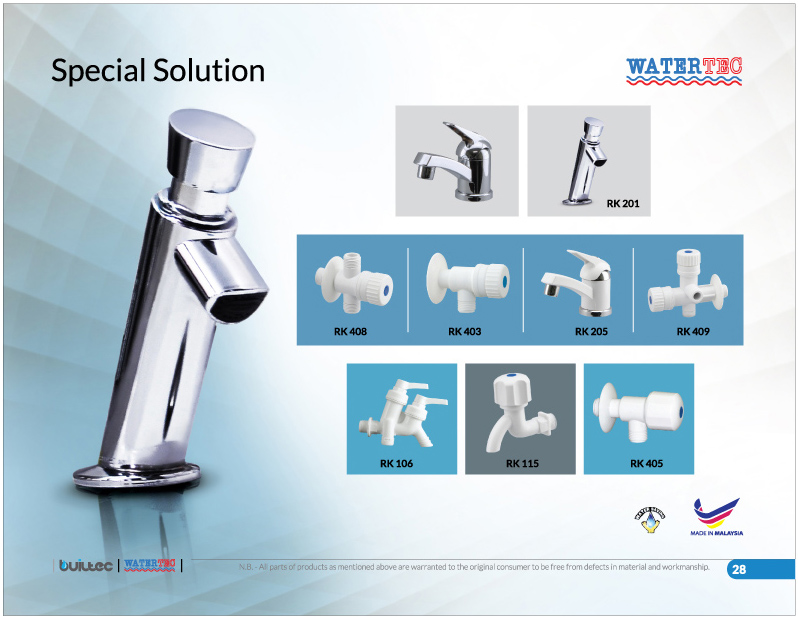 Special Solution
WATERTEC
RK 201
RK 408
RK 403
RK 205
RK 409
RK 106
RK 115
RK 405
MADE IN MALAYSIA
builtec | WATERTEC |
N.B. - All parts of products as mentioned above are warranted to the original consumer to be free from defects in material and workmanship.
28